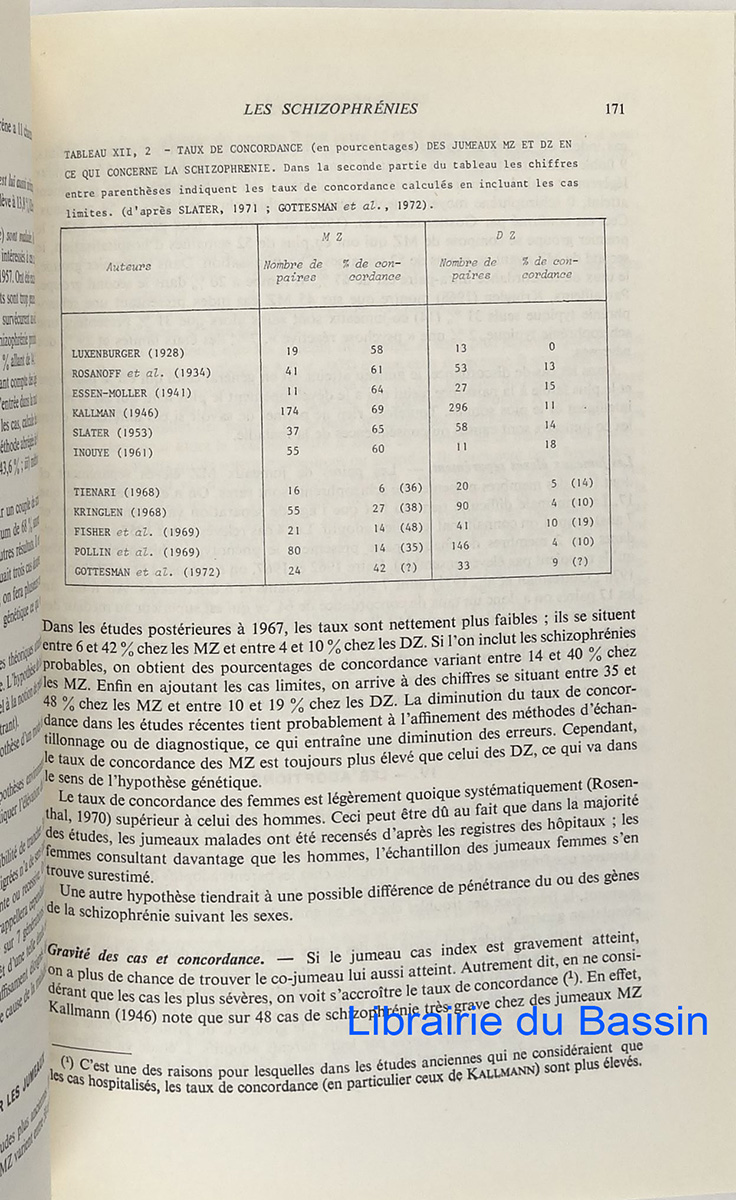 LES SCHIZOPHRÉNIES 171
TABLEAU XII, 2 - TAUX DE CONCORDANCE (en pourcentages) DES JUMEAUX MZ ET DZ EN
CE QUI CONCERNE LA SCHIZOPHRENIE. Dans la seconde partie du tableau les chiffres
entre parenthèses indiquent les taux de concordance calculés en incluant les cas
limites. (d'après SLATER, 1971 ; GOTTESMAN et al., 1972).
M Z D Z
Auteurs Nombre de paires % de con-cordance Nombre de paires % de con-cordance
LUXENBURGER (1928) 19 58 13 0
ROSANOFF et al. (1934) 41 61 53 13
ESSEN-MOLLER (1941) 11 64 27 15
KALLMAN (1946) 174 69 296 11
SLATER (1953) 37 65 58 14
INOUYE (1961) 55 60 11 18
TIENARI (1968) 16 6 (36) 20 5 (14)
KRINGLEN (1968) 55 27 (38) 90 4 (10)
FISHER et al. (1969) 21 14 (48) 41 10 (19)
POLLIN et al. (1969) 80 14 (35) 146 4 (10)
GOTTESMAN et al. (1972) 24 42 (?) 33 9 (?)
Dans les études postérieures à 1967, les taux sont nettement plus faibles ; ils se situent
entre 6 et 42 % chez les MZ et entre 4 et 10 % chez les DZ. Si l'on inclut les schizophrénies
probables, on obtient des pourcentages de concordance variant entre 14 et 40 % chez
les MZ. Enfin en ajoutant les cas limites, on arrive à des chiffres se situant entre 35 et
48 % chez les MZ et entre 10 et 19 % chez les DZ. La diminution du taux de concor-
dance dans les études récentes tient probablement à l'affinement des méthodes d'échan-
tillonnage ou de diagnostique, ce qui entraîne une diminution des erreurs. Cependant,
le taux de concordance des MZ est toujours plus élevé que celui des DZ, ce qui va dans
le sens de l'hypothèse génétique.
Le taux de concordance des femmes est légèrement quoique systématiquement (Rosen-
thal, 1970) supérieur à celui des hommes. Ceci peut être dû au fait que dans la majorité
des études, les jumeaux malades ont été recensés d'après les registres des hôpitaux ; les
femmes consultant davantage que les hommes, l'échantillon des jumeaux femmes s'en
trouve surestimé.
Une autre hypothèse tiendrait à une possible différence de pénétrance du ou des gènes
de la schizophrénie suivant les sexes.
Gravité des cas et concordance. — Si le jumeau cas index est gravement atteint,
on a plus de chance de trouver le co-jumeau lui aussi atteint. Autrement dit, en ne consi-
dérant que les cas les plus sévères, on voit s'accroître le taux de concordance (¹). En effet,
Kallmann (1946) note que sur 48 cas de schizophrénie très grave chez des jumeaux MZ
Librairie du Bassin
(¹) C'est une des raisons pour lesquelles dans les études anciennes qui ne considéraient que
les cas hospitalisés, les taux de concordance (en particulier ceux de KALLMANN) sont plus élevés.